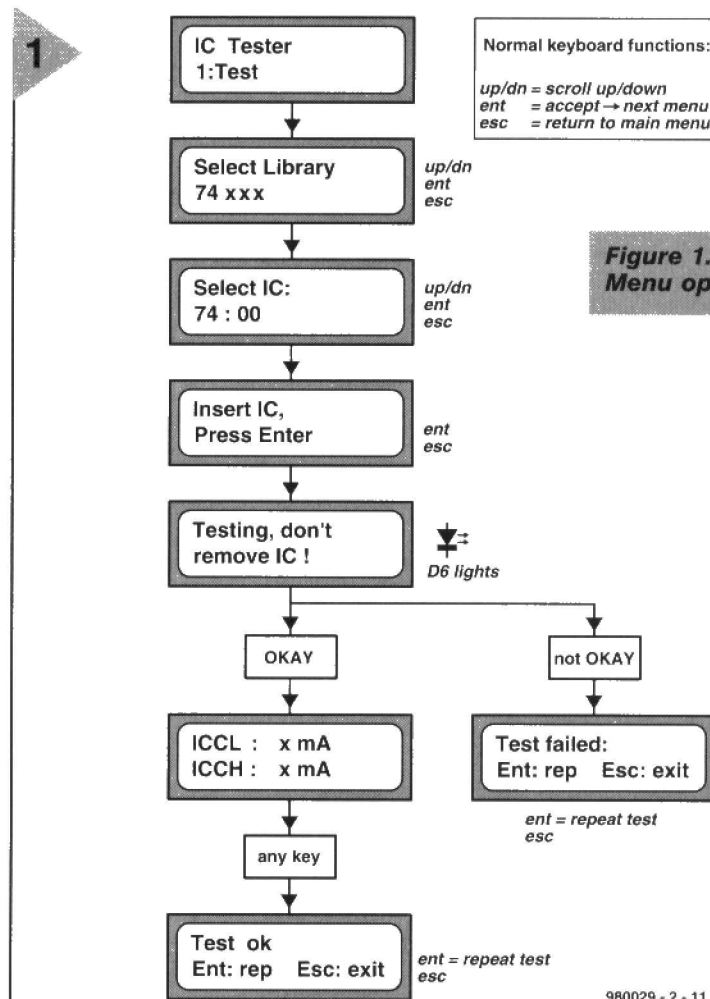 1
IC Tester
1:Test
Normal keyboard functions:
up/dn = scroll up/down
ent = accept → next menu
esc = return to main menu
Select Library
74 xxx
up/dn
ent
esc
Figure 1.
Menu op
Select IC:
74 : 00
up/dn
ent
esc
Insert IC,
Press Enter
ent
esc
Testing, don't
remove IC !
D6 lights
OKAY
not OKAY
ICCL : x mA
ICCH : x mA
Test failed:
Ent: rep Esc: exit
ent = repeat test
esc
any key
Test ok
Ent: rep Esc: exit
ent = repeat test
esc
980029 - 2 - 11